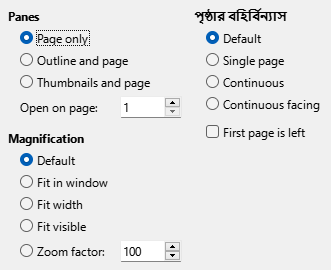 Panes
Page only
Outline and page
Thumbnails and page
Open on page: 1
Magnification
Default
Fit in window
Fit width
Fit visible
Zoom factor: 100
পৃষ্ঠার বহির্বিন্যাস
Default
Single page
Continuous
Continuous facing
First page is left